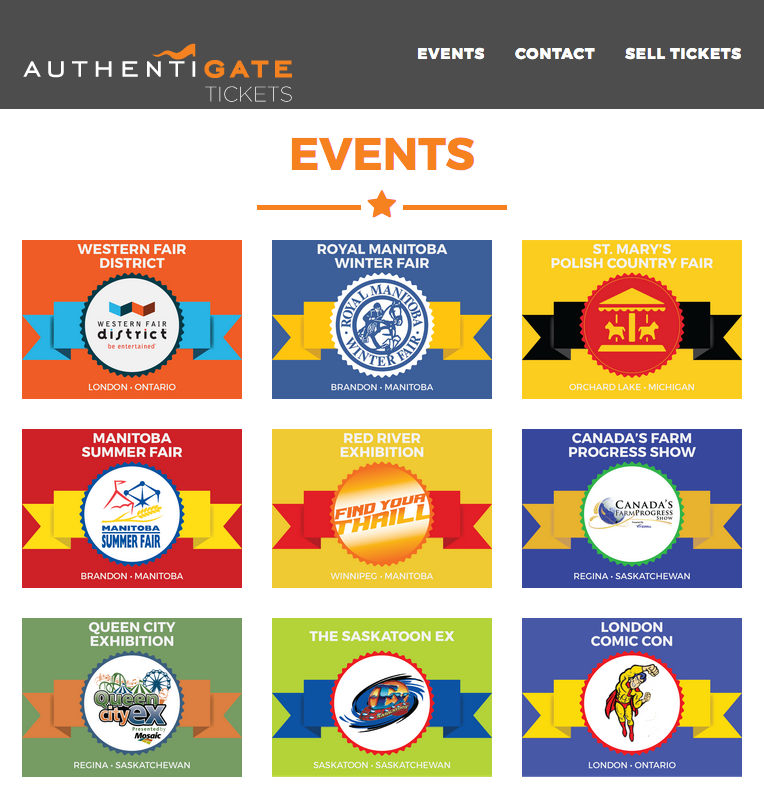 AUTHENTIGATE
TICKETS
EVENTS
CONTACT
SELL TICKETS
EVENTS
WESTERN FAIR
DISTRICT
WESTERN FAIR
district
be entertained
LONDON • ONTARIO
ROYAL MANITOBA
WINTER FAIR
ROYAL MANITOBA
WINTER FAIR
BRANDON • MANITOBA
ST. MARY'S
POLISH COUNTRY FAIR
ORCHARD LAKE • MICHIGAN
MANITOBA
SUMMER FAIR
MANITOBA
SUMMER FAIR
BRANDON • MANITOBA
RED RIVER
EXHIBITION
FIND YOUR
THRILL
WINNIPEG • MANITOBA
CANADA'S FARM
PROGRESS SHOW
CANADA'S
FARMPROGRESS
SHOW
REGINA • SASKATCHEWAN
QUEEN CITY
EXHIBITION
Queen
city ex
Presented by
Mosaic
REGINA • SASKATCHEWAN
THE SASKATOON EX
SASKATOON • SASKATCHEWAN
LONDON
COMIC CON
LONDON • ONTARIO